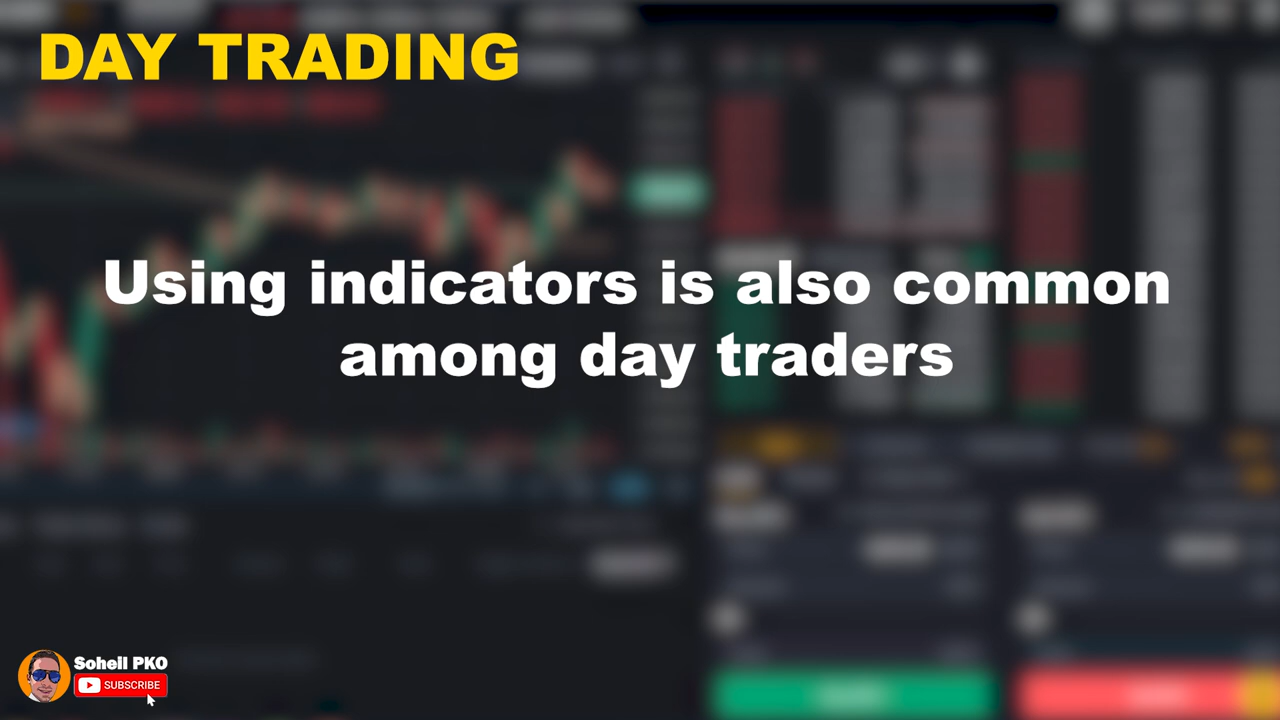 DAY TRADING
Using indicators is also common
among day traders
Soheil PKO
SUBSCRIBE